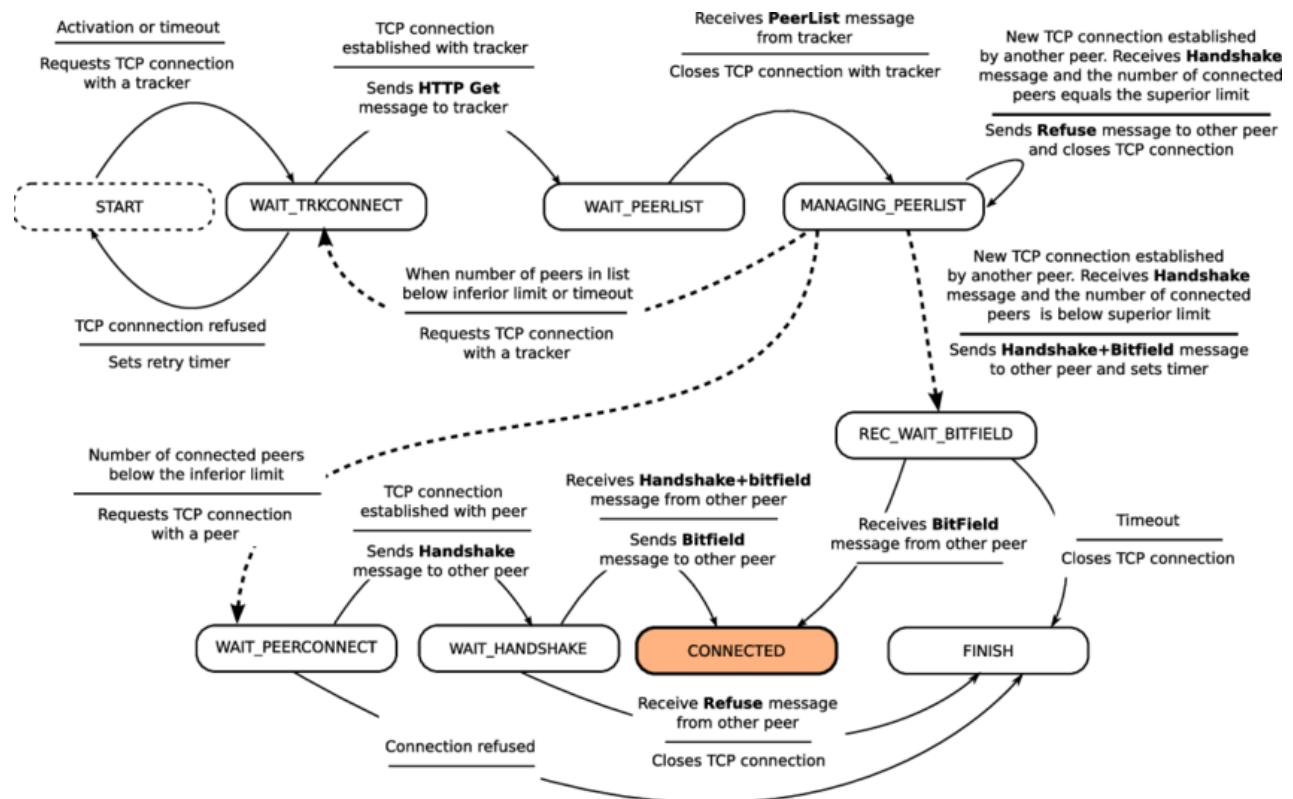 Activation or timeout
Requests TCP connection
with a tracker
TCP connection
established with tracker
Sends HTTP Get
message to tracker
Receives PeerList message
from tracker
Closes TCP connection with tracker
New TCP connection established
by another peer. Receives Handshake
message and the number of connected
peers equals the superior limit
Sends Refuse message to other peer
and closes TCP connection
START
WAIT_TRKCONNECT
WAIT_PEERLIST
MANAGING_PEERLIST
TCP connnection refused
Sets retry timer
When number of peers in list
below inferior limit or timeout
Requests TCP connection
with a tracker
New TCP connection established
by another peer. Receives Handshake
message and the number of connected
peers is below superior limit
Sends Handshake+Bitfield message
to other peer and sets timer
REC_WAIT_BITFIELD
Number of connected peers
below the inferior limit
Requests TCP connection
with a peer
TCP connection
established with peer
Sends Handshake
message to other peer
Receives Handshake+bitfield
message from other peer
Sends Bitfield
message to other peer
Receives BitField
message from other peer
Timeout
Closes TCP connection
WAIT_PEERCONNECT
WAIT_HANDSHAKE
CONNECTED
FINISH
Receive Refuse message
from other peer
Closes TCP connection
Connection refused